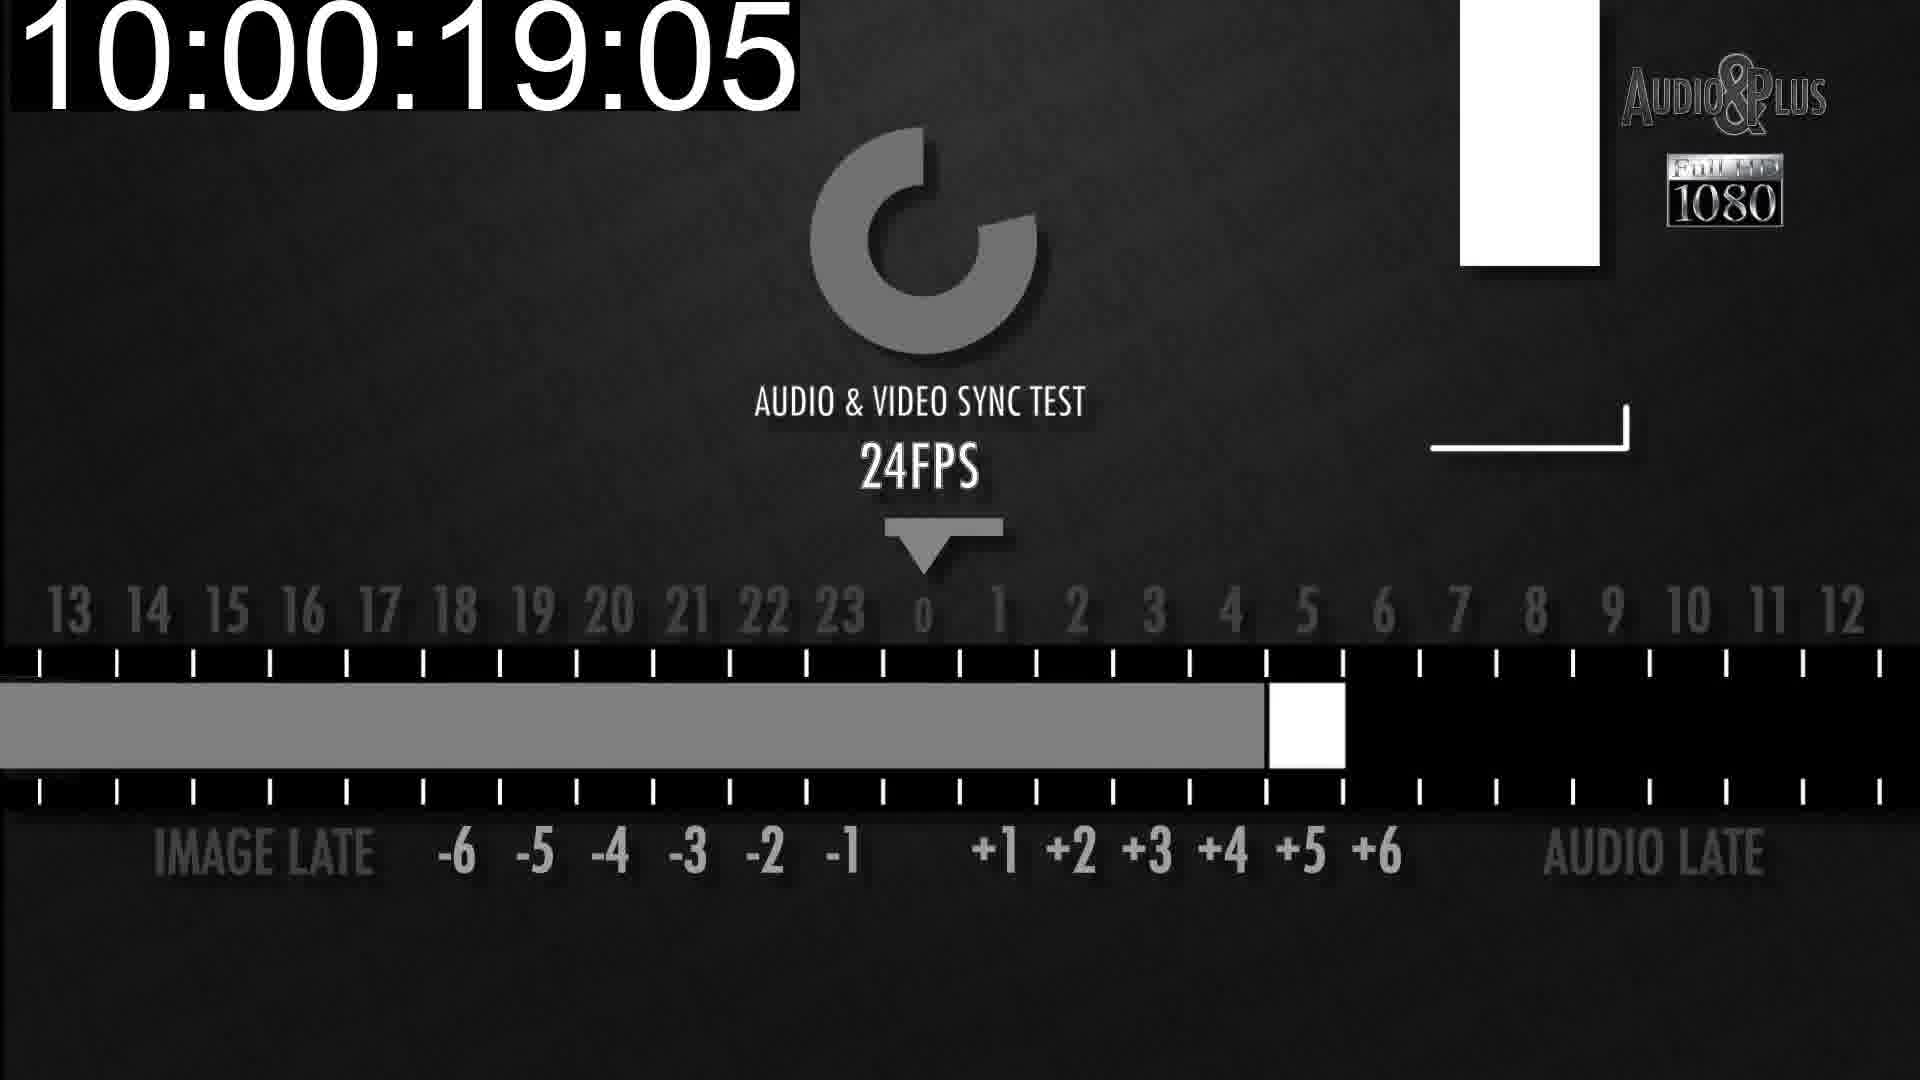 10:00:19:05
AUDIO&PLUS
Full HD
1080
AUDIO & VIDEO SYNC TEST
24FPS
13 14 15 16 17 18 19 20 21 22 23 0 1 2 3 4 5 6 7 8 9 10 11 12
IMAGE LATE -6 -5 -4 -3 -2 -1 +1 +2 +3 +4 +5 +6 AUDIO LATE